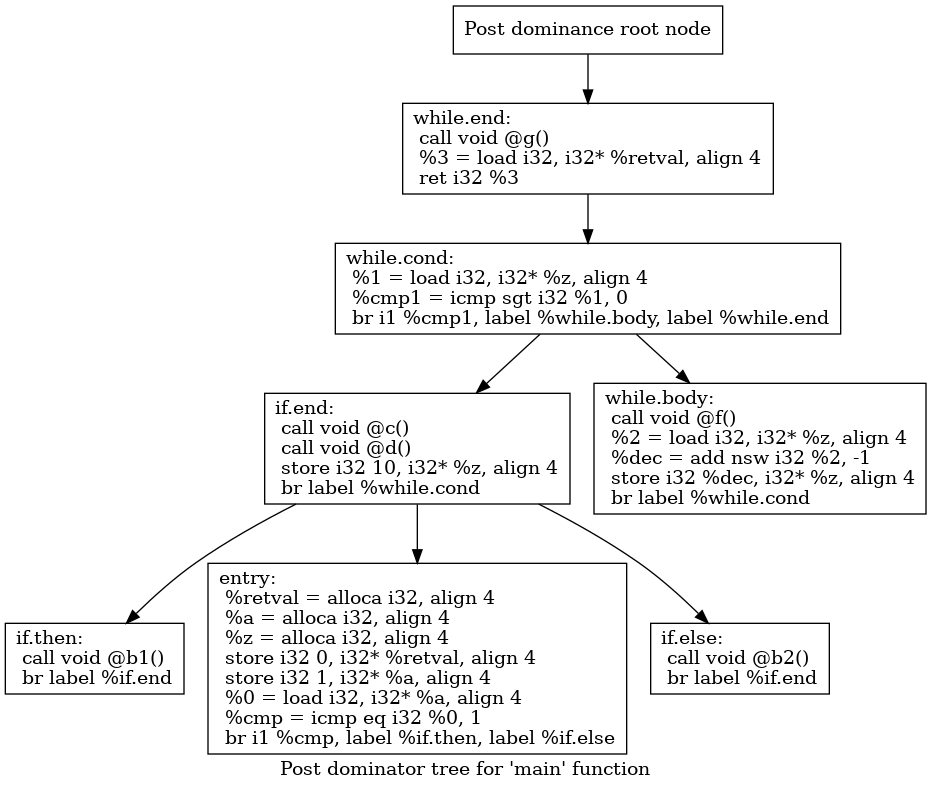 Post dominance root node
while.end:
call void @g()
%3 = load i32, i32* %retval, align 4
ret i32 %3
while.cond:
%1 = load i32, i32* %z, align 4
%cmp1 = icmp sgt i32 %1, 0
br i1 %cmp1, label %while.body, label %while.end
if.end:
call void @c()
call void @d()
store i32 10, i32* %z, align 4
br label %while.cond
while.body:
call void @f()
%2 = load i32, i32* %z, align 4
%dec = add nsw i32 %2, -1
store i32 %dec, i32* %z, align 4
br label %while.cond
if.then:
call void @b1()
br label %if.end
entry:
%retval = alloca i32, align 4
%a = alloca i32, align 4
%z = alloca i32, align 4
store i32 0, i32* %retval, align 4
store i32 1, i32* %a, align 4
%0 = load i32, i32* %a, align 4
%cmp = icmp eq i32 %0, 1
br i1 %cmp, label %if.then, label %if.else
if.else:
call void @b2()
br label %if.end
Post dominator tree for 'main' function